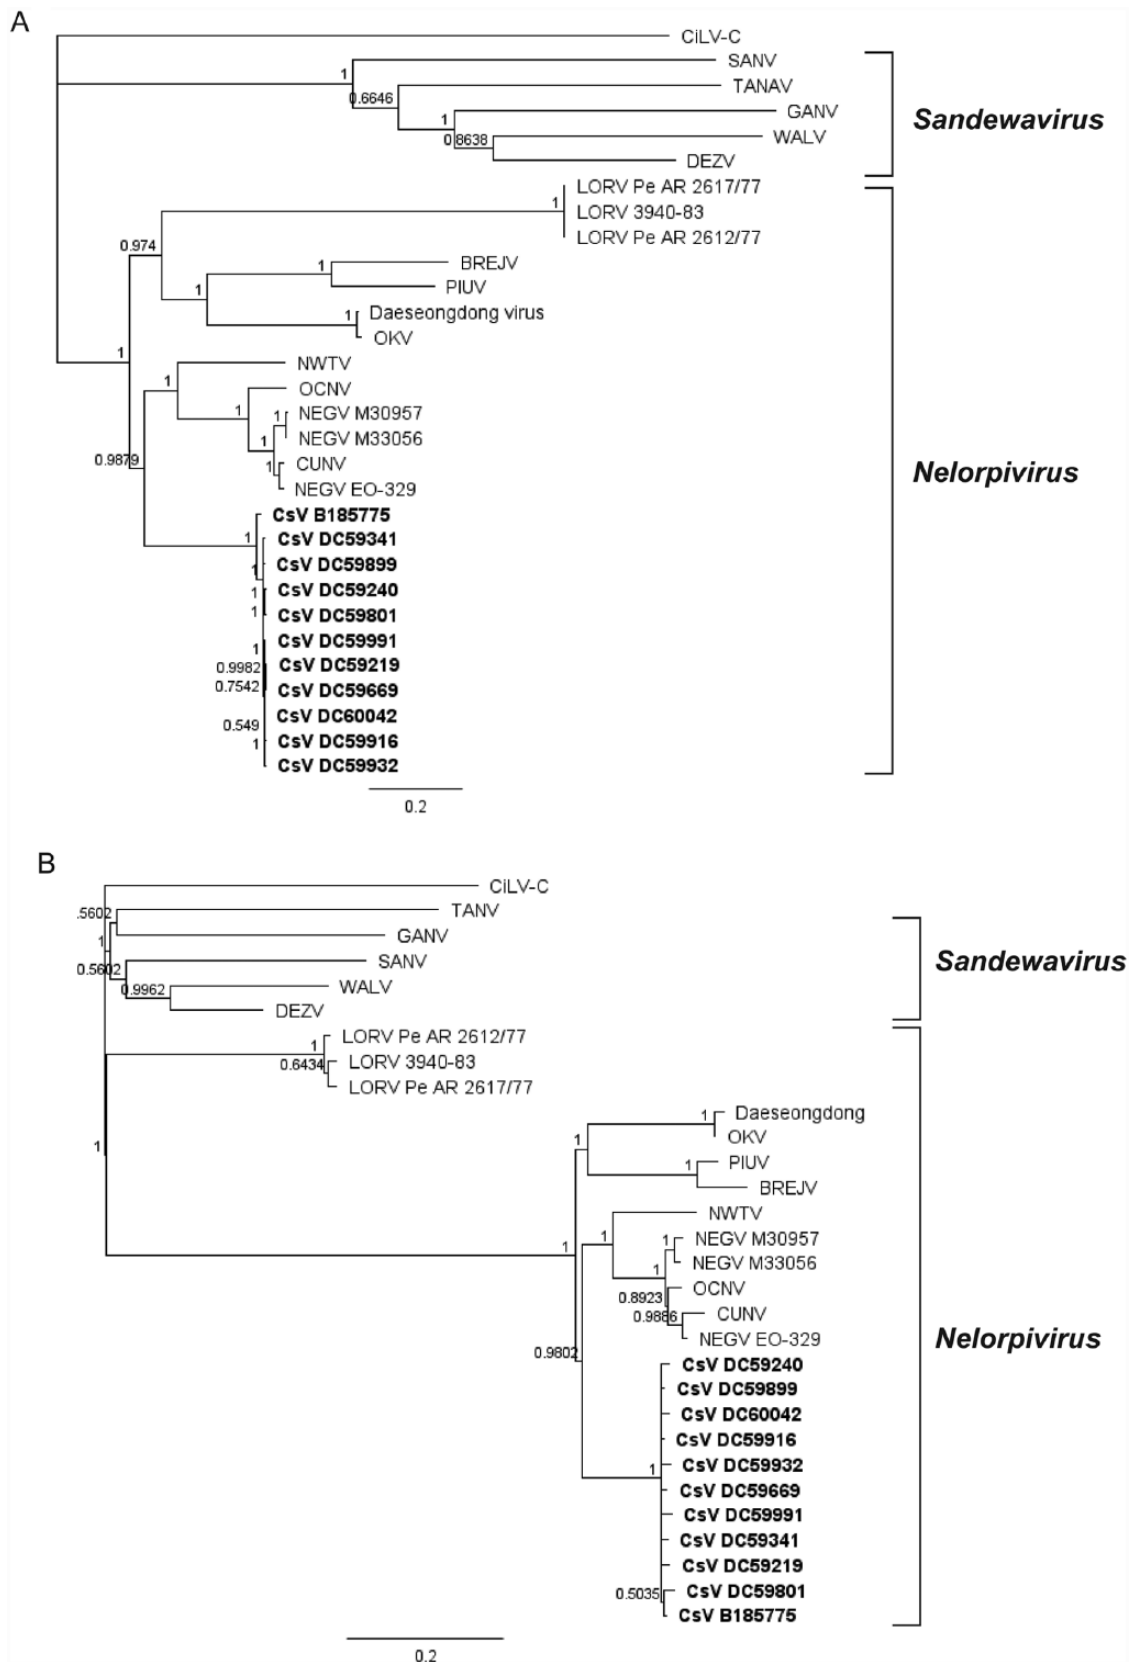 A
CiLV-C
1
SANV
0.6646
TANAV
1
GANV
Sandewavirus
0.8638
WALV
DEZV
LORV Pe AR 2617/77
1
LORV 3940-83
LORV Pe AR 2612/77
0.974
1
BREJV
1
PIUV
1
Daeseongdong virus
OKV
1
NWTV
1
OCNV
1
1
NEGV M30957
1
NEGV M33056
0.9879
1
CUNV
Nelorpivirus
NEGV EO-329
CsV B185775
1
CsV DC59341
1
CsV DC59899
1
CsV DC59240
1
CsV DC59801
1
CsV DC59991
0.9982
CsV DC59219
0.7542
CsV DC59669
0.549
CsV DC60042
1
CsV DC59916
CsV DC59932
0.2
B
CiLV-C
.5602
TANV
1
GANV
0.5602
SANV
Sandewavirus
0.9962
WALV
DEZV
1
LORV Pe AR 2612/77
0.6434
LORV 3940-83
LORV Pe AR 2617/77
1
1
1
Daeseongdong
OKV
1
PIUV
BREJV
NWTV
1
1
1
NEGV M30957
1
NEGV M33056
0.8923
OCNV
0.9886
CUNV
0.9802
NEGV EO-329
Nelorpivirus
CsV DC59240
CsV DC59899
CsV DC60042
CsV DC59916
1
CsV DC59932
CsV DC59669
CsV DC59991
CsV DC59341
CsV DC59219
0.5035
CsV DC59801
CsV B185775
0.2